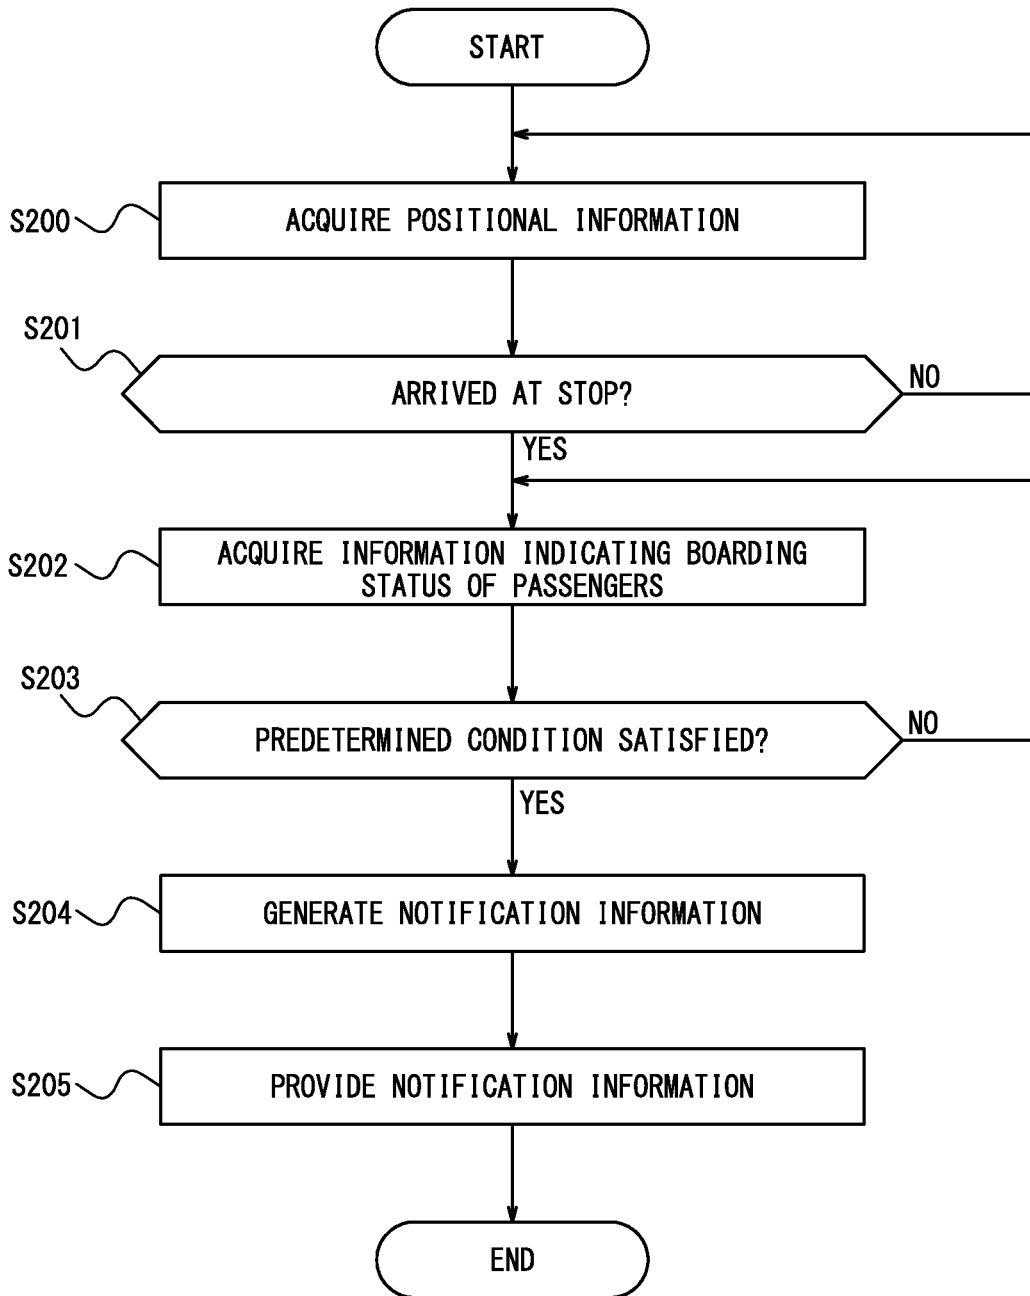 START
S200
ACQUIRE POSITIONAL INFORMATION
S201
ARRIVED AT STOP?
NO
YES
S202
ACQUIRE INFORMATION INDICATING BOARDING
STATUS OF PASSENGERS
S203
PREDETERMINED CONDITION SATISFIED?
NO
YES
S204
GENERATE NOTIFICATION INFORMATION
S205
PROVIDE NOTIFICATION INFORMATION
END